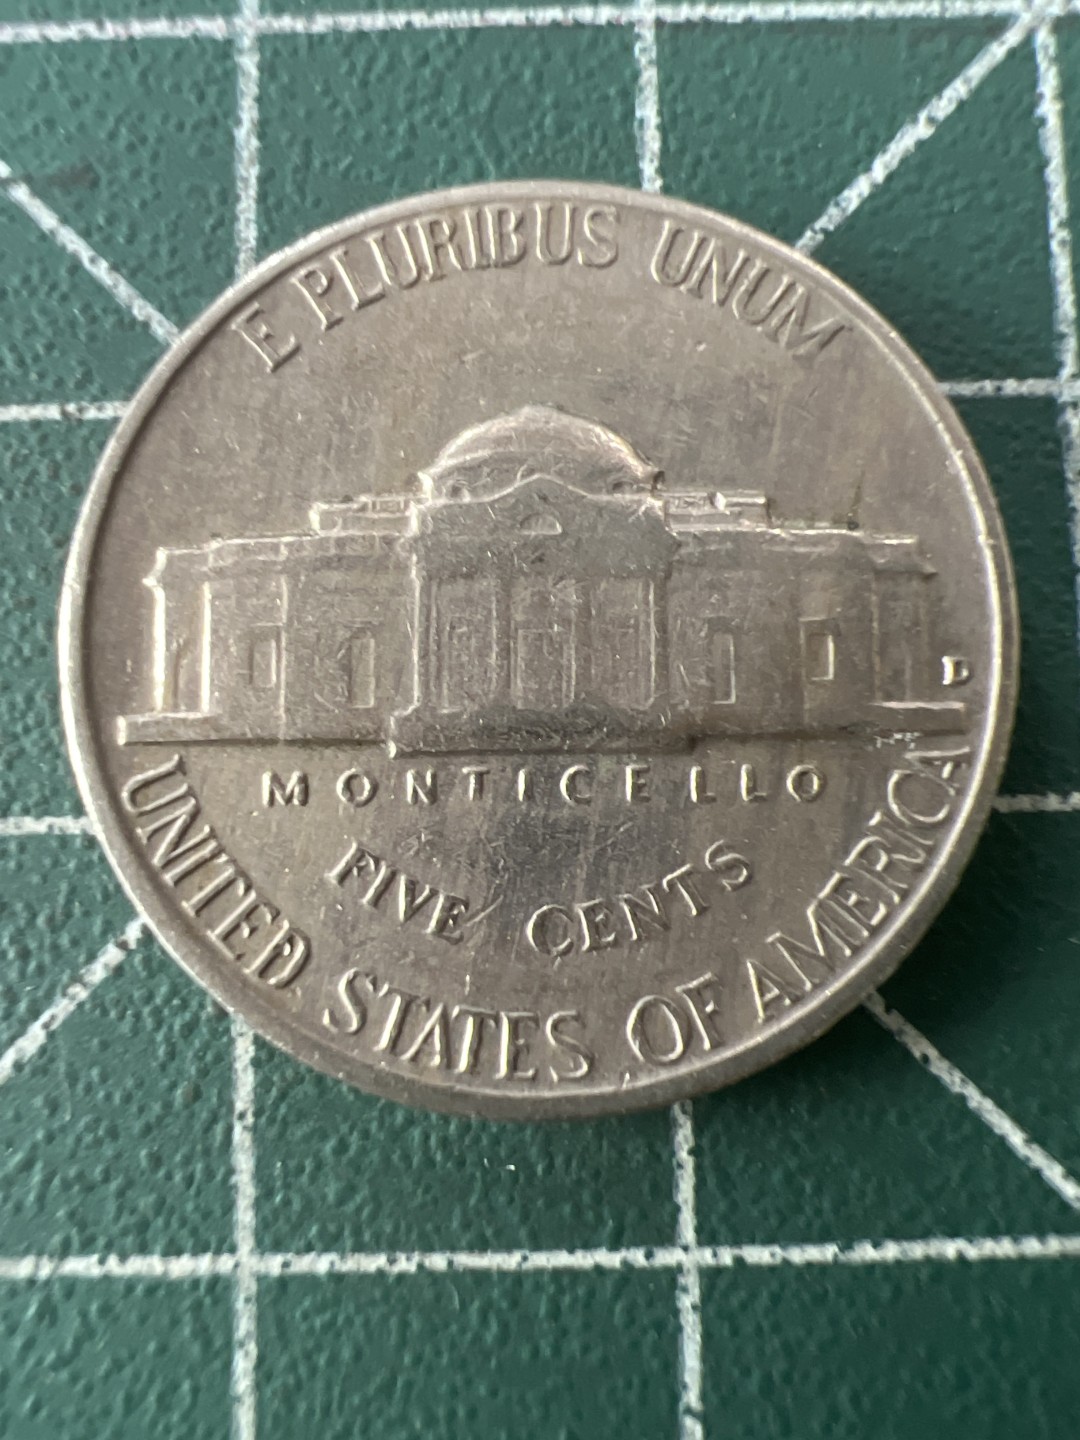 E PLURIBUS UNUM
D
MONTICELLO
FIVE CENTS
UNITED STATES OF AMERICA